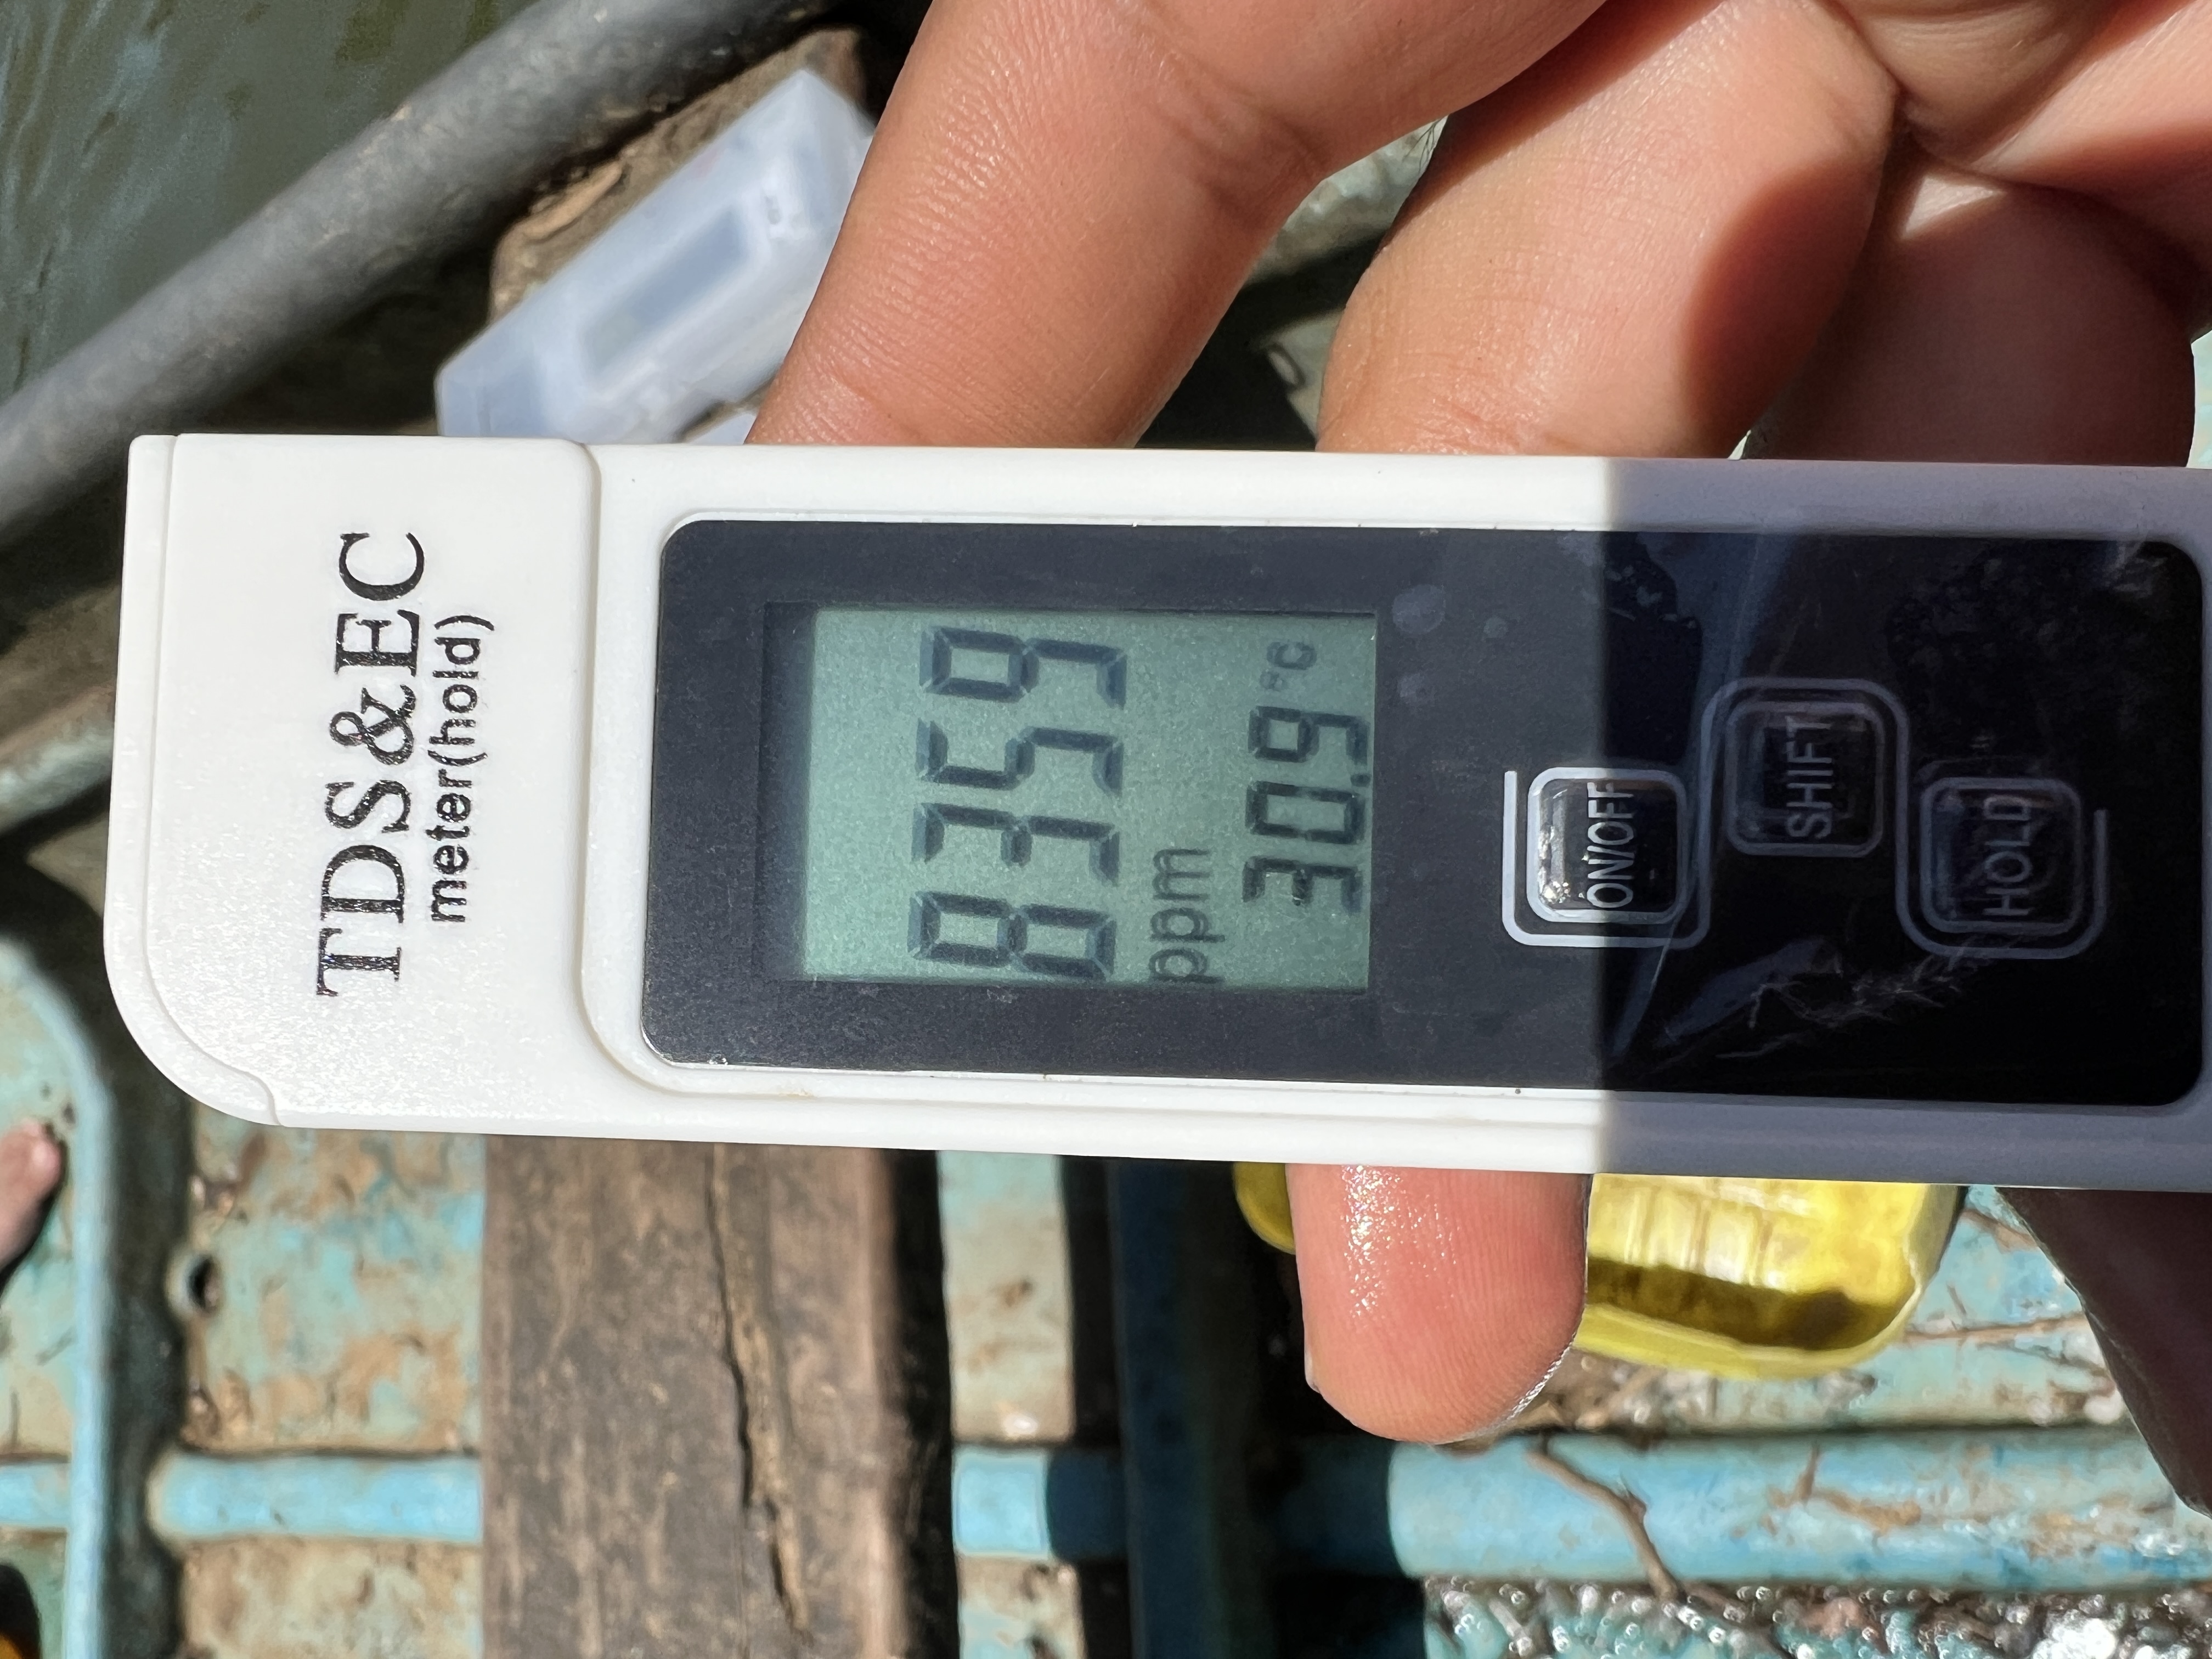 TDS&EC
meter(hold)
8359
ppm
30.9 °C
ON/OFF
SHIFT
HOLD